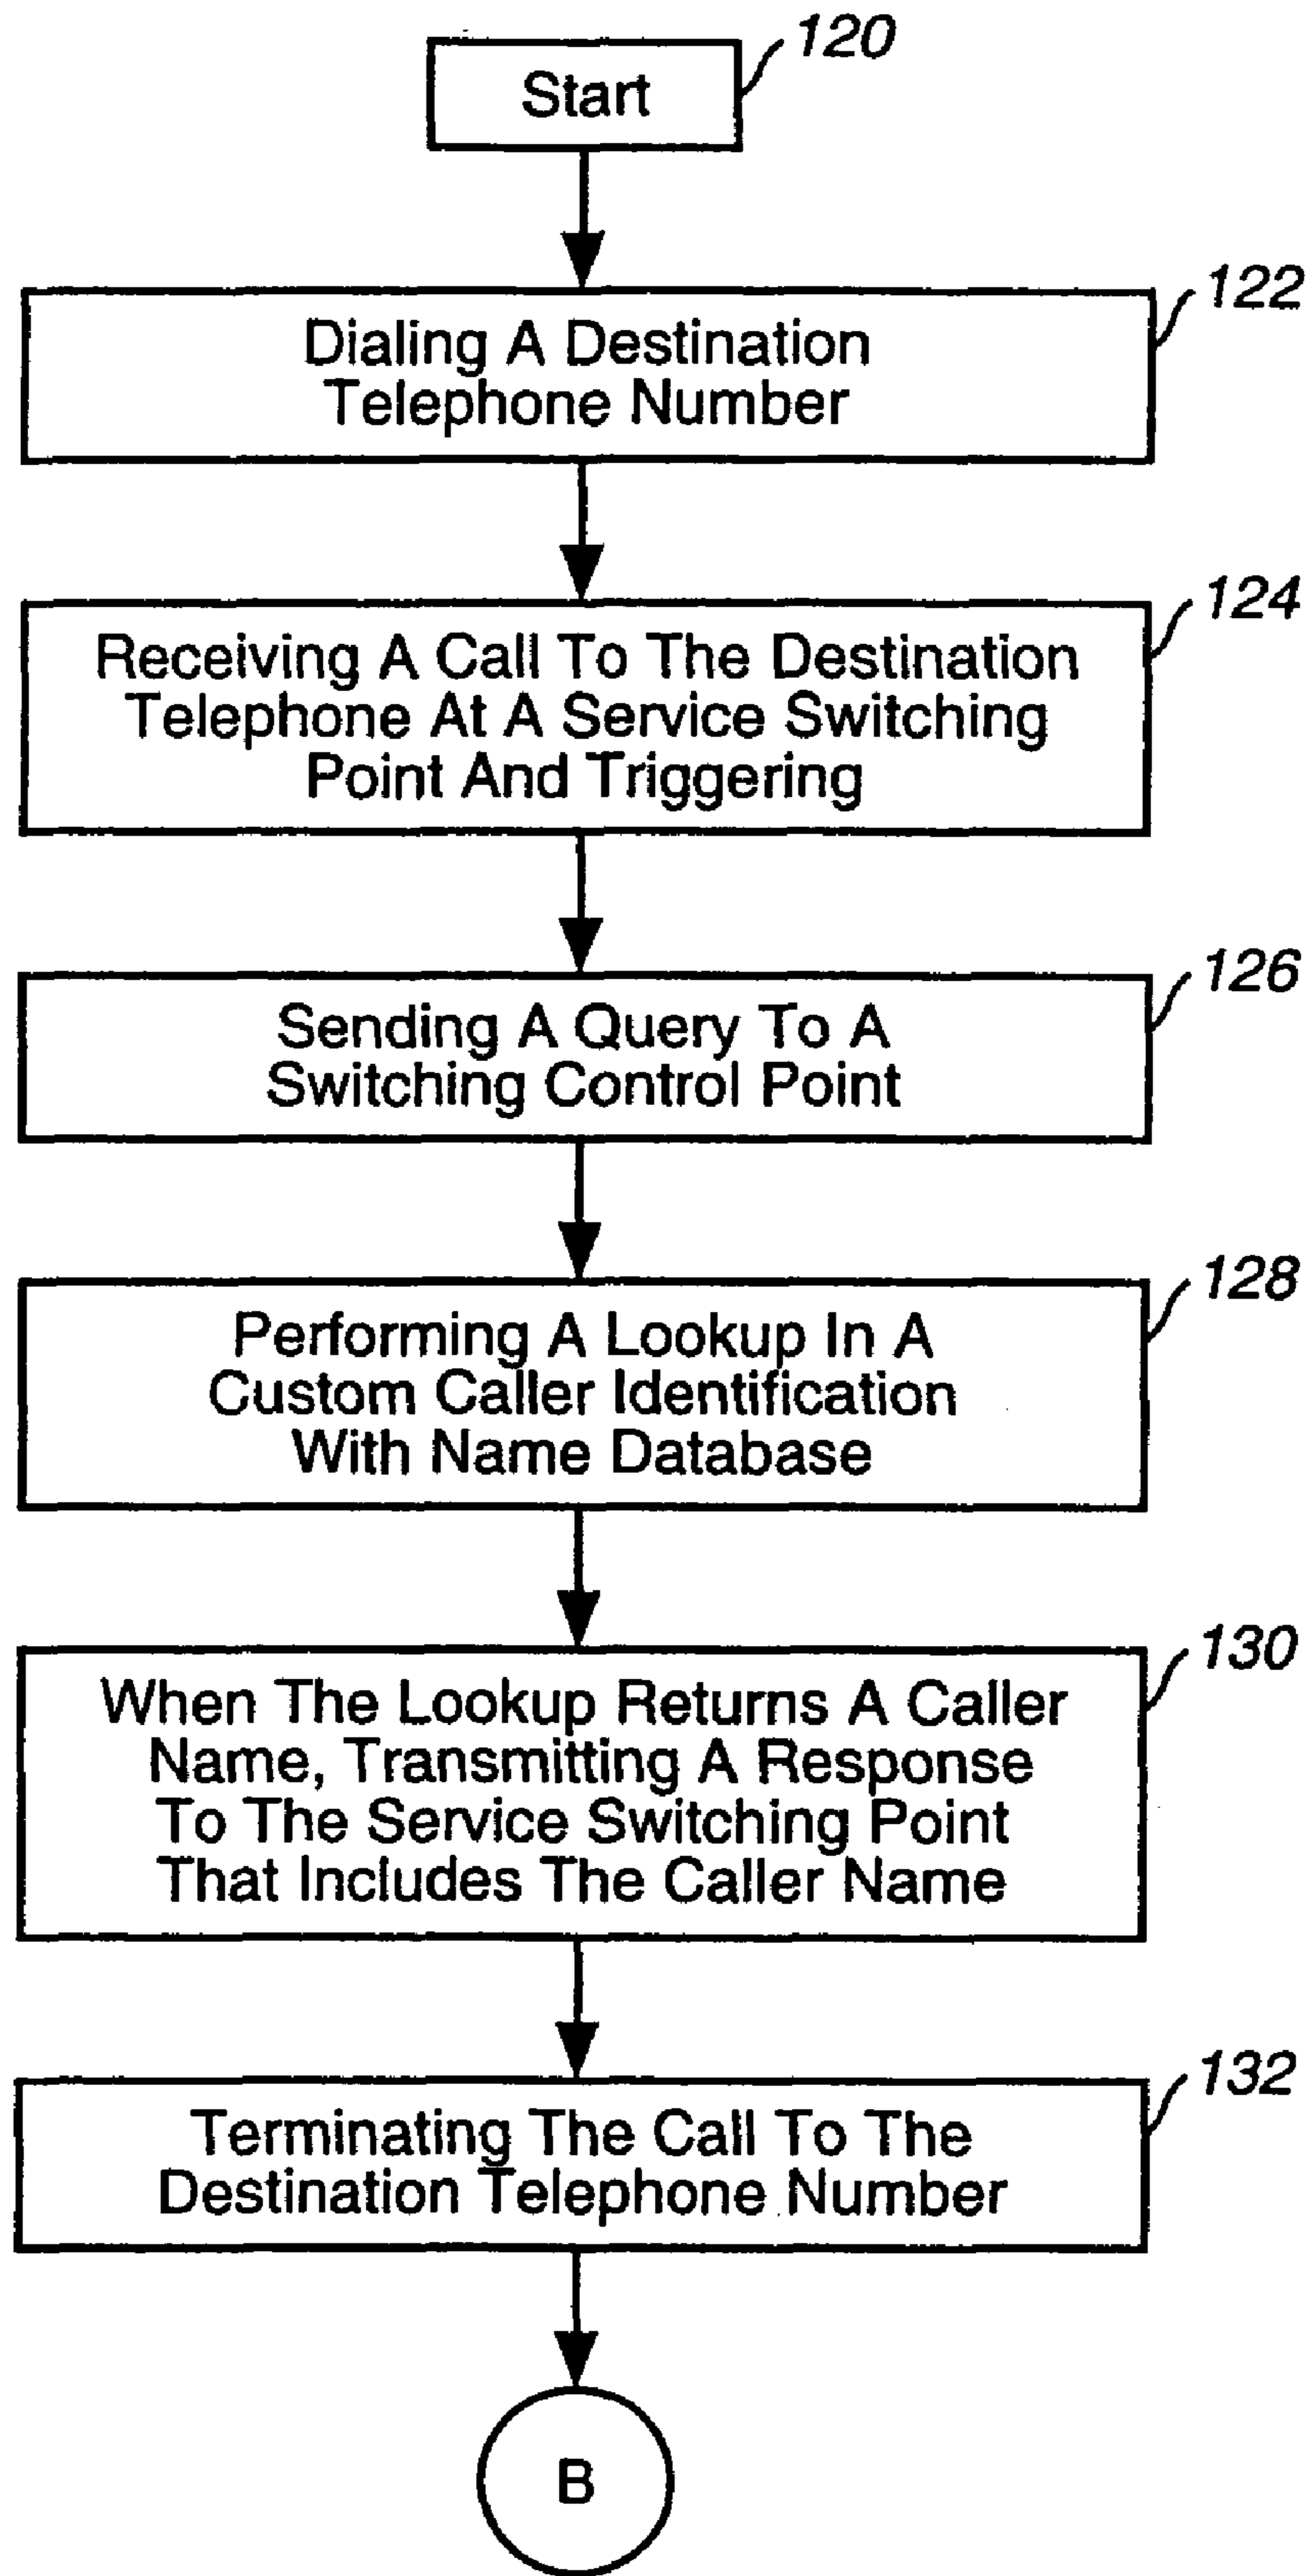 120
Start
122
Dialing A Destination
Telephone Number
124
Receiving A Call To The Destination
Telephone At A Service Switching
Point And Triggering
126
Sending A Query To A
Switching Control Point
128
Performing A Lookup In A
Custom Caller Identification
With Name Database
130
When The Lookup Returns A Caller
Name, Transmitting A Response
To The Service Switching Point
That Includes The Caller Name
132
Terminating The Call To The
Destination Telephone Number
B